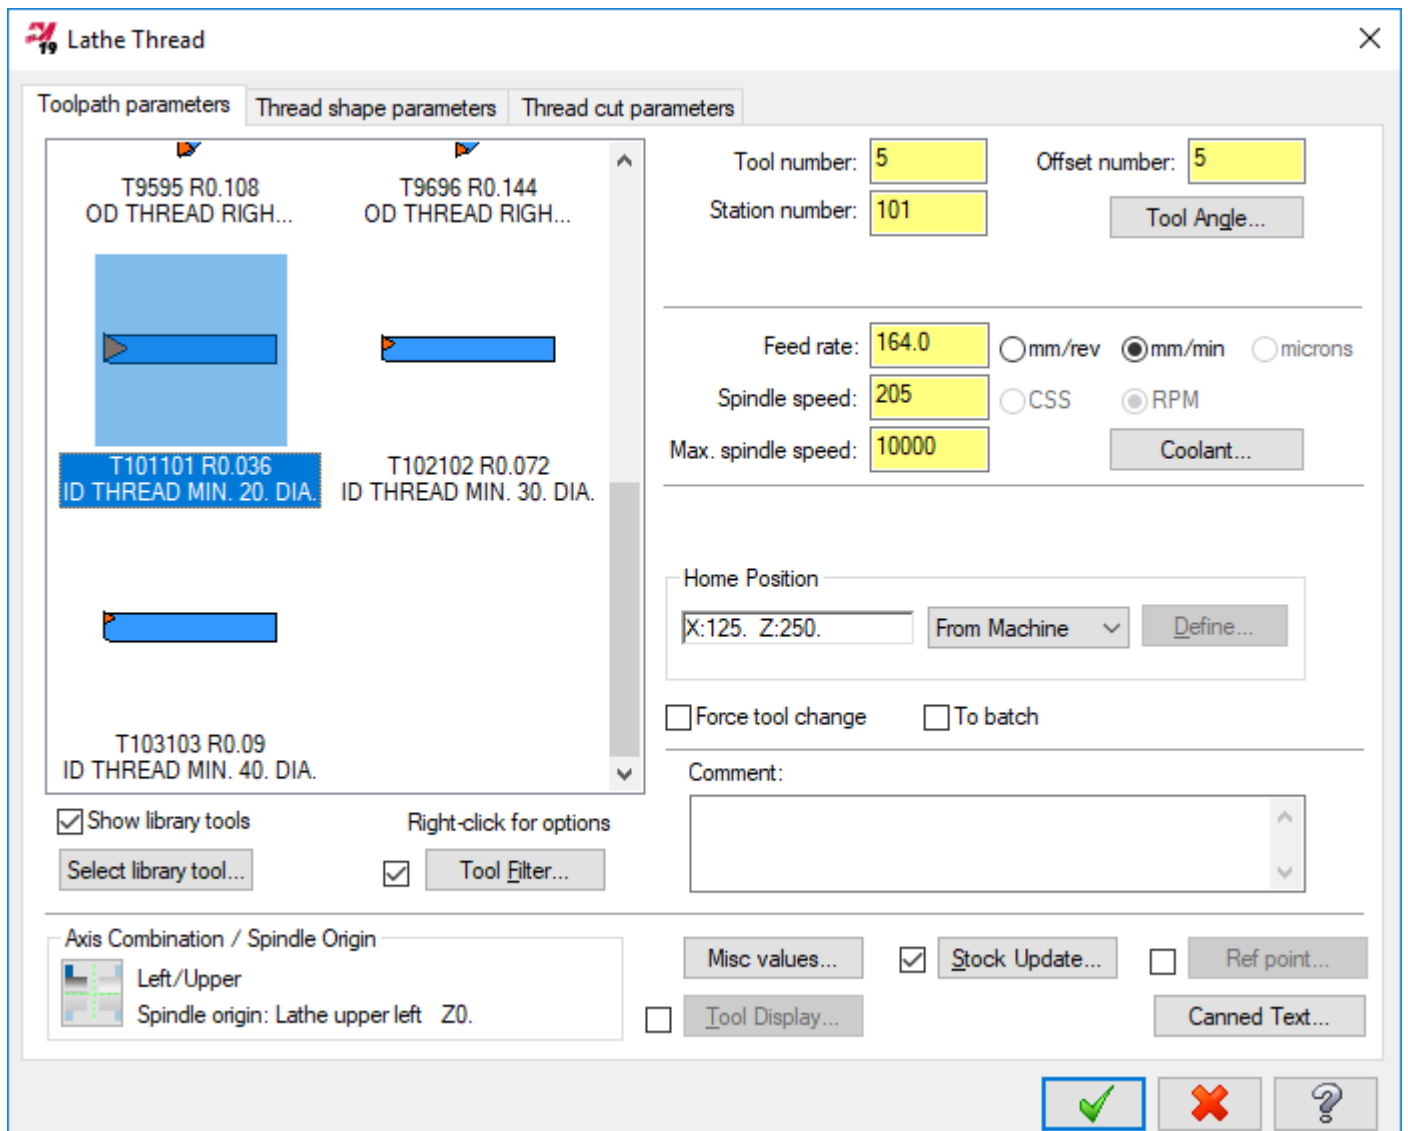 19 Lathe Thread
Toolpath parameters Thread shape parameters Thread cut parameters
T9595 R0.108 T9696 R0.144
OD THREAD RIGH... OD THREAD RIGH...
T101101 R0.036 T102102 R0.072
ID THREAD MIN. 20. DIA. ID THREAD MIN. 30. DIA.
T103103 R0.09
ID THREAD MIN. 40. DIA.
Show library tools Right-click for options
Select library tool... Tool Filter...
Tool number: 5 Offset number: 5
Station number: 101 Tool Angle...
Feed rate: 164.0 mm/rev mm/min microns
Spindle speed: 205 CSS RPM
Max. spindle speed: 10000 Coolant...
Home Position
X:125. Z:250. From Machine Define...
Force tool change To batch
Comment:
Axis Combination / Spindle Origin
Left/Upper
Spindle origin: Lathe upper left Z0.
Misc values... Stock Update... Ref point...
Tool Display... Canned Text...